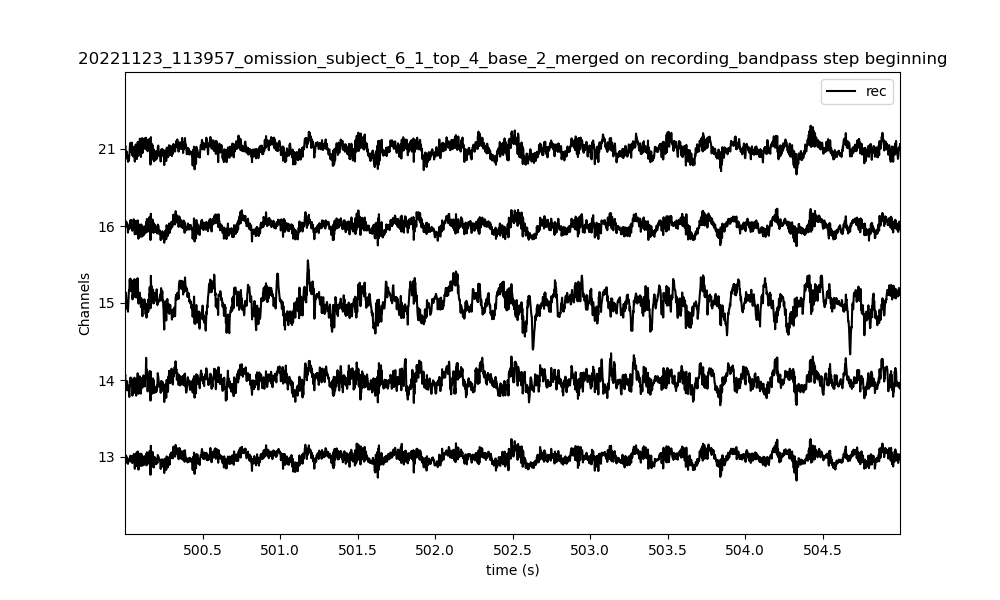 20221123_113957_omission_subject_6_1_top_4_base_2_merged on recording_bandpass step beginning
rec
21
16
15
14
13
Channels
500.5 501.0 501.5 502.0 502.5 503.0 503.5 504.0 504.5
time (s)